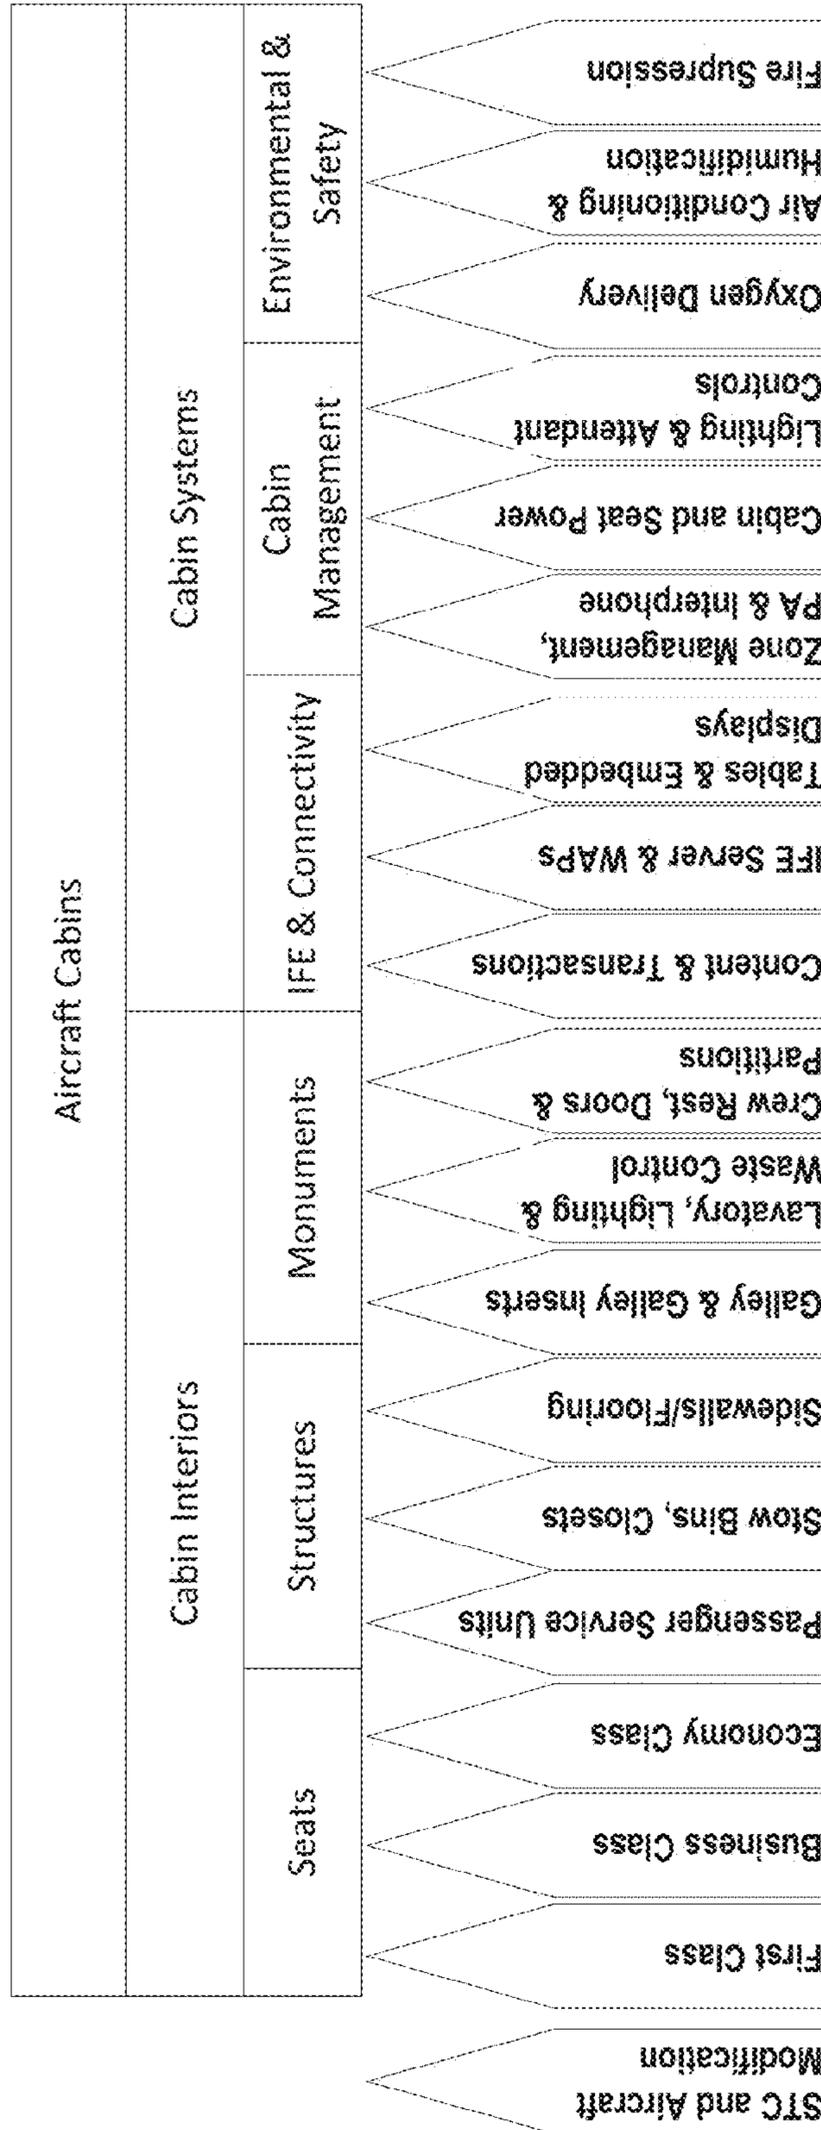 Aircraft Cabins
Cabin Interiors
Cabin Systems
Seats
Structures
Monuments
IFE & Connectivity
Cabin
Management
Environmental &
Safety
STC and Aircraft
Modification
First Class
Business Class
Economy Class
Passenger Service Units
Stow Bins, Closets
Sidewalls/Flooring
Galley & Galley Inserts
Lavatory, Lighting &
Waste Control
Crew Rest, Doors &
Partitions
Content & Transactions
IFE Server & WAPs
Tables & Embedded
Displays
Zone Management,
PA & Interphone
Cabin and Seat Power
Lighting & Attendant
Controls
Oxygen Delivery
Air Conditioning &
Humidification
Fire Supression